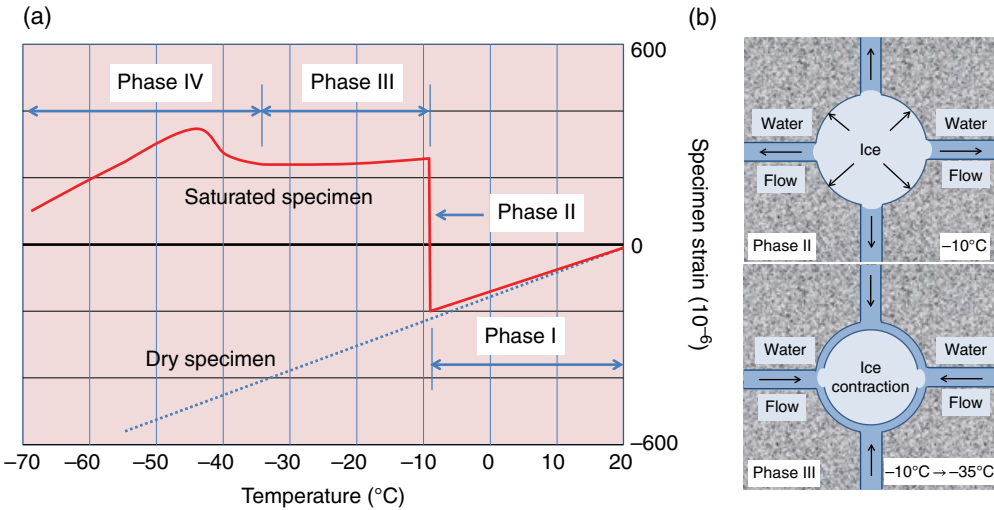 (a)
(b)
600
Phase IV
Phase III
Saturated specimen
Phase II
0
Dry specimen
Phase I
–600
–70 –60 –50 –40 –30 –20 –10 0 10 20
Temperature (°C)
Specimen strain (10⁻⁶)
Water
Flow
Ice
Water
Flow
Phase II
–10°C
Water
Flow
Ice
contraction
Water
Flow
Phase III
–10°C → –35°C